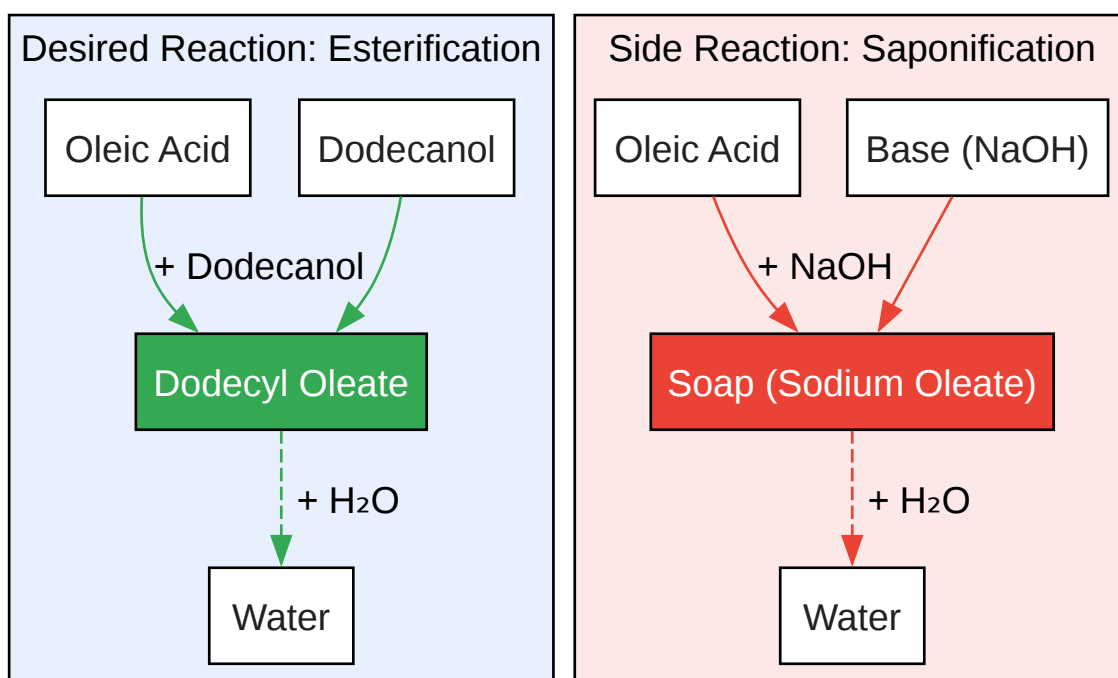 Desired Reaction: Esterification
Oleic Acid
Dodecanol
+ Dodecanol
Dodecyl Oleate
+ H₂O
Water
Side Reaction: Saponification
Oleic Acid
Base (NaOH)
+ NaOH
Soap (Sodium Oleate)
+ H₂O
Water